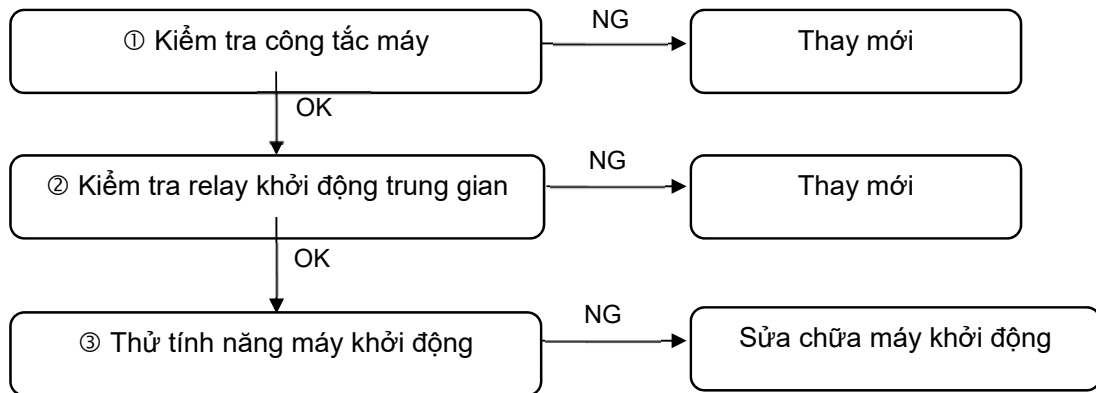 ① Kiểm tra công tắc máy
NG
Thay mới
OK
② Kiểm tra relay khởi động trung gian
NG
Thay mới
OK
③ Thử tính năng máy khởi động
NG
Sửa chữa máy khởi động